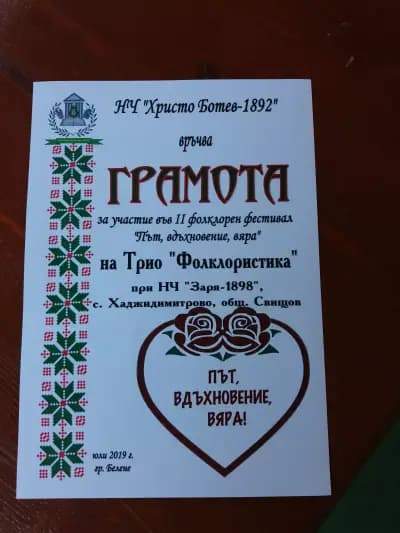 НЧ "Христо Ботев-1892"
връчва
ГРАМОТА
за участие във II фолклорен фестивал
"Път, вдъхновение, вяра"
на Трио "Фолклористика"
при НЧ "Заря-1898",
с. Хаджидимитрово, общ. Свищов
ПЪТ,
ВДЪХНОВЕНИЕ,
ВЯРА!
юли 2019 г.
гр. Белене